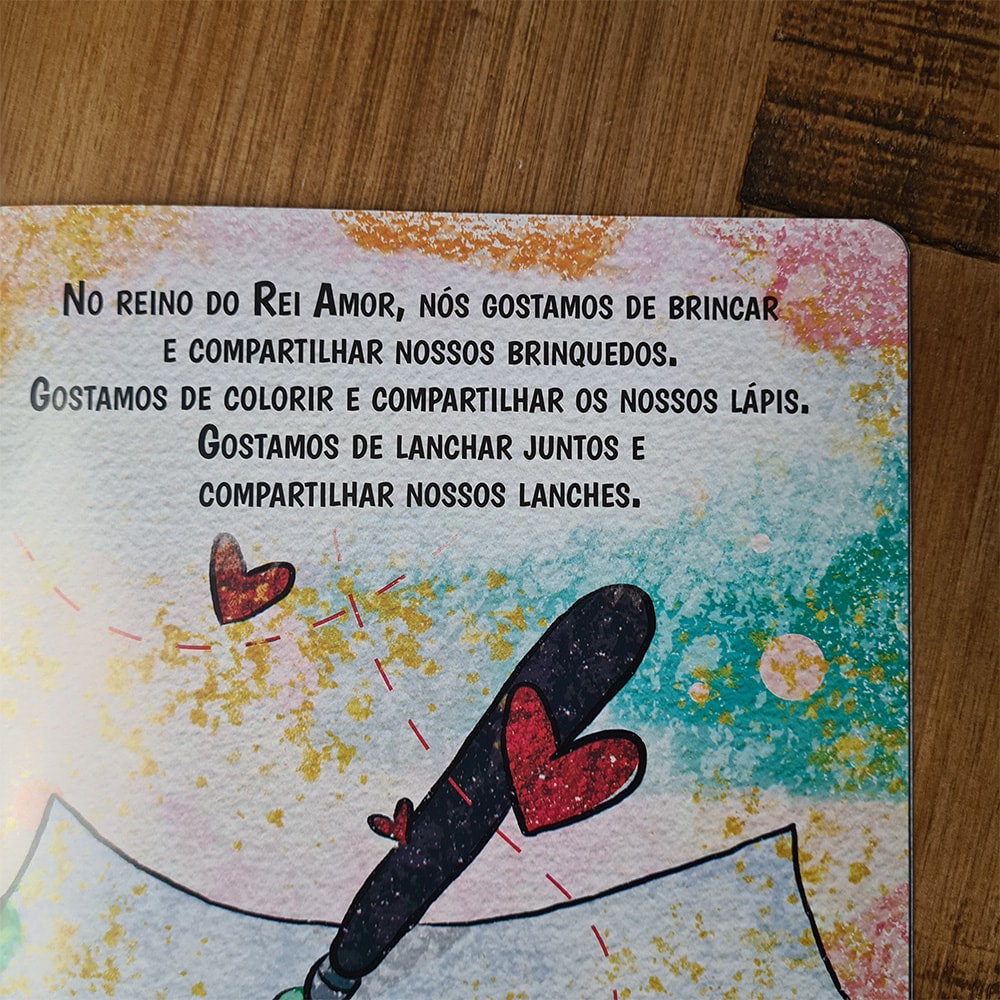 No reino do Rei Amor, nós gostamos de brincar
e compartilhar nossos brinquedos.
Gostamos de colorir e compartilhar os nossos lápis.
Gostamos de lanchar juntos e
compartilhar nossos lanches.